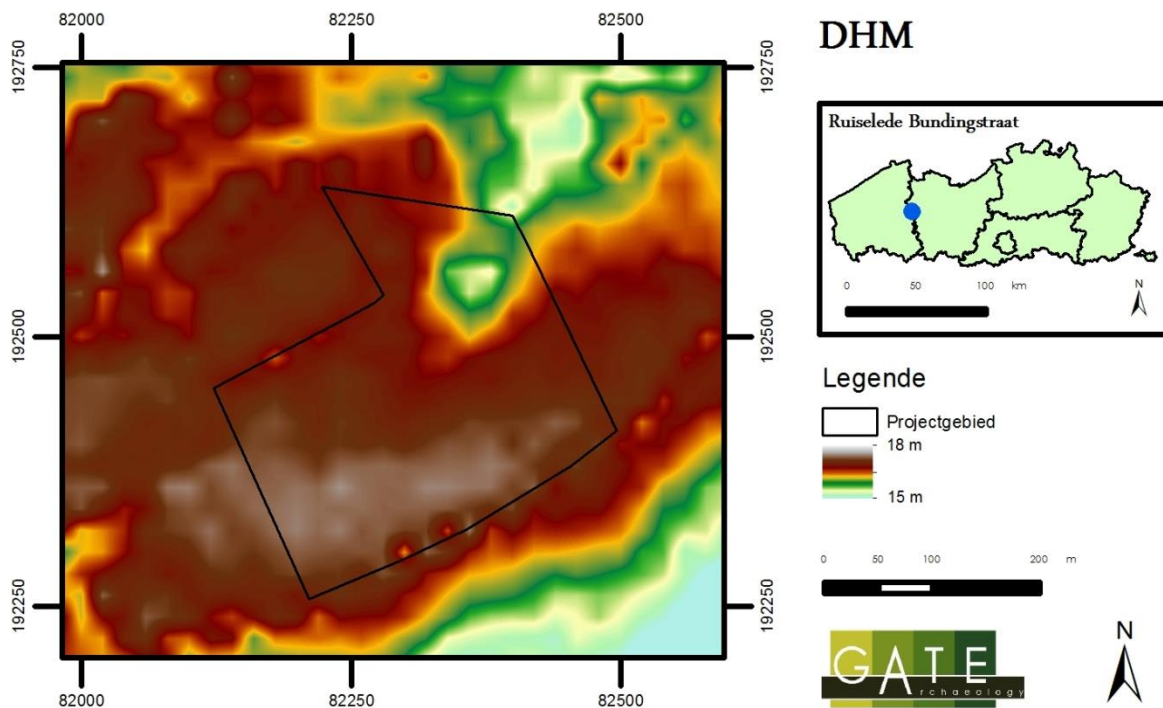 82000 82250 82500
DHM
192750 192750
Ruiselede Bundingstraat
0 50 100 km
N
192500 192500
Legende
Projectgebied
18 m
15 m
0 50 100 200 m
192250 192250
N
GATE
rchaeology
82000 82250 82500